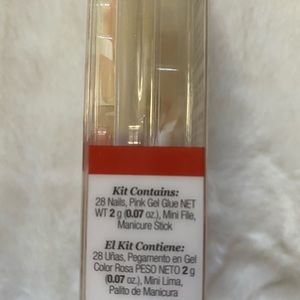 Kit Contains:
28 Nails, Pink Gel Glue NET
WT 2 g (0.07 oz.), Mini File,
Manicure Stick
El Kit Contiene:
28 Uñas, Pegamento en Gel
Color Rosa PESO NETO 2 g
(0.07 oz.), Mini Lima,
Palito de Manicura